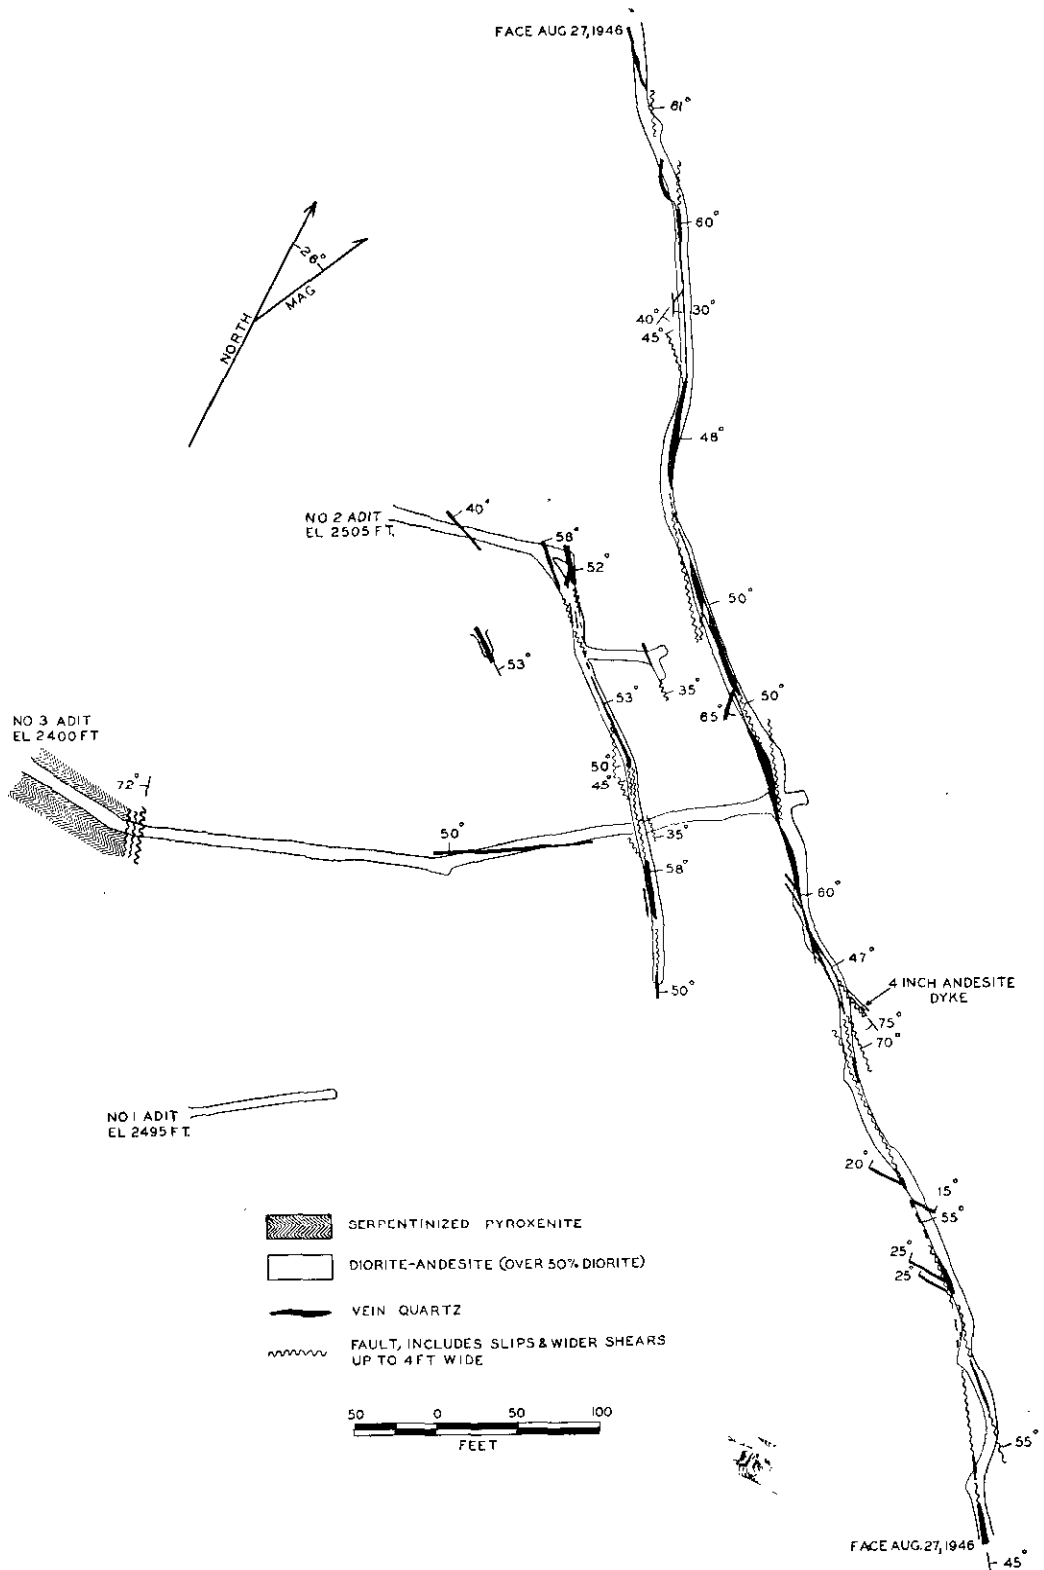 FACE AUG 27, 1946
61°
60°
26°
NORTH
MAG
40°
30°
45°
48°
NO 2 ADIT
EL 2505 FT.
40°
58°
52°
50°
53°
35°
53°
50°
65°
NO 3 ADIT
EL 2400 FT
72°
50°
45°
50°
35°
58°
60°
47°
4 INCH ANDESITE
DYKE
50°
75°
70°
NO 1 ADIT
EL 2495 FT.
20°
15°
55°
25°
25°
SERPENTINIZED PYROXENITE
DIORITE-ANDESITE (OVER 50% DIORITE)
VEIN QUARTZ
FAULT, INCLUDES SLIPS & WIDER SHEARS
UP TO 4 FT WIDE
50 0 50 100
FEET
55°
FACE AUG. 27, 1946
45°